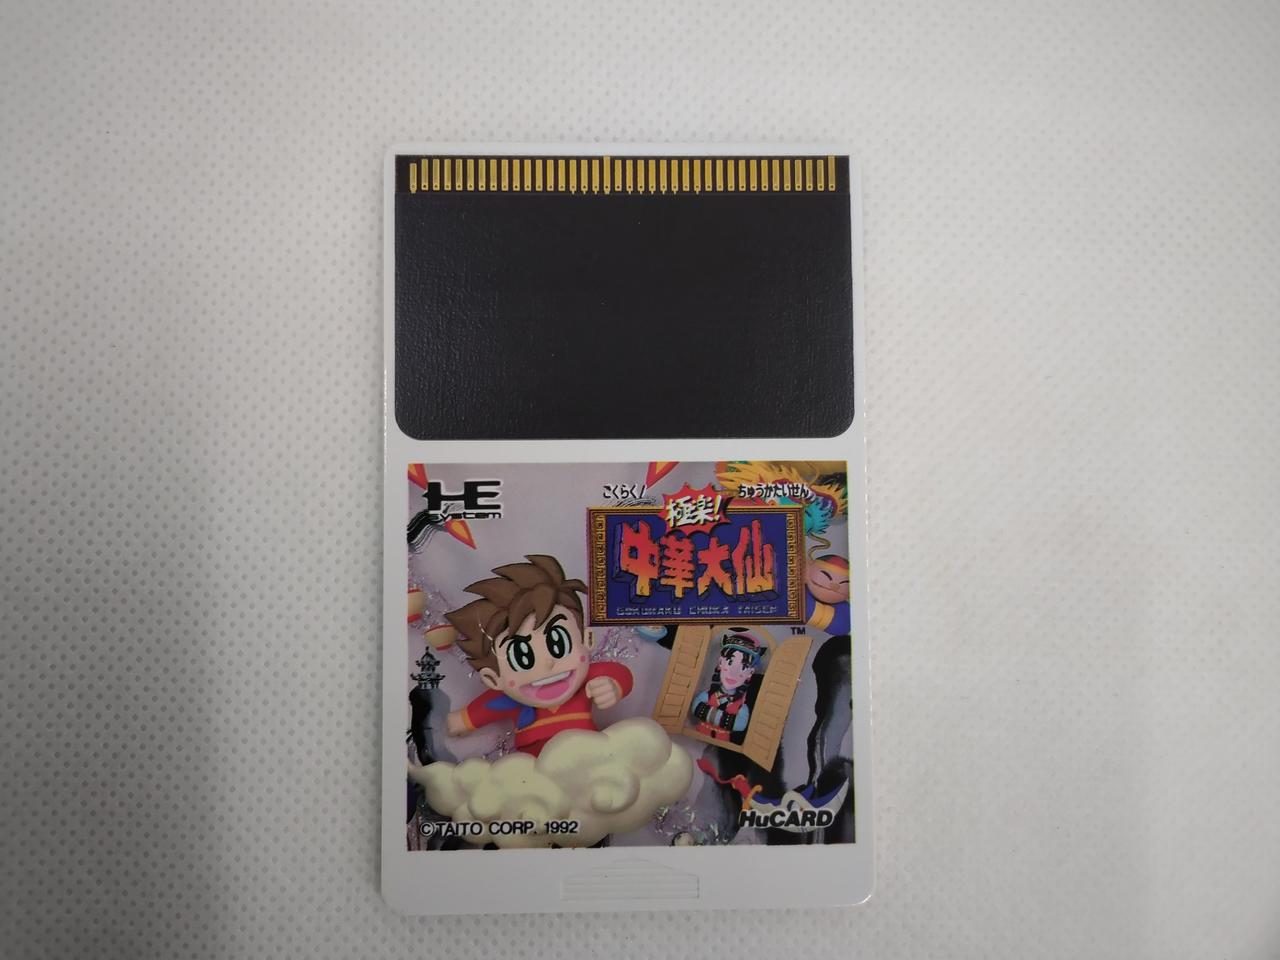 HE
system
ごくらく!
ちゅうかたいせん
極楽!
中華大仙
GOKURAKU CHUKA TAISEN
TM
©TAITO CORP. 1992
HuCARD